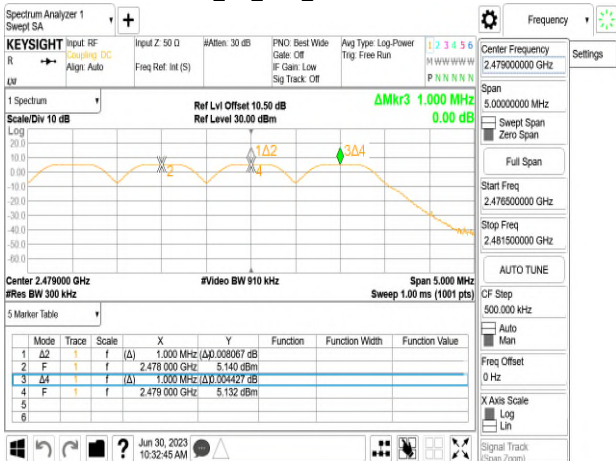 Spectrum Analyzer 1
Swept SA
+
Frequency
KEYSIGHT
Input: RF
Coupling: DC
Align: Auto
Input Z: 50 Ω
Freq Ref: Int (S)
#Atten: 30 dB
PNO: Best Wide
Gate: Off
IF Gain: Low
Sig Track: Off
Avg Type: Log-Power
Trig: Free Run
1 2 3 4 5 6
M W W W W W
P N N N N N
R
Center Frequency
2.479000000 GHz
Settings
1 Spectrum
Scale/Div 10 dB
Ref Lvl Offset 10.50 dB
Ref Level 30.00 dBm
ΔMkr3 1.000 MHz
0.00 dB
Span
5.00000000 MHz
Swept Span
Zero Span
Full Span
Log
20.0
10.0
0.00
-10.0
-20.0
-30.0
-40.0
-50.0
-60.0
1Δ2
3Δ4
2
4
Start Freq
2.476500000 GHz
Stop Freq
2.481500000 GHz
AUTO TUNE
Center 2.479000 GHz
#Res BW 300 kHz
#Video BW 910 kHz
Span 5.000 MHz
Sweep 1.00 ms (1001 pts)
CF Step
500.000 kHz
Auto
Man
5 Marker Table
Mode Trace Scale X Y Function Function Width Function Value
1 Δ2 1 f (Δ) 1.000 MHz (Δ) 0.008067 dB
2 F 1 f 2.478 000 GHz 5.140 dBm
3 Δ4 1 f (Δ) 1.000 MHz (Δ) 0.004427 dB
4 F 1 f 2.479 000 GHz 5.132 dBm
5
6
Freq Offset
0 Hz
X Axis Scale
Log
Lin
Signal Track
(Span Zoom)
?
Jun 30, 2023
10:32:45 AM